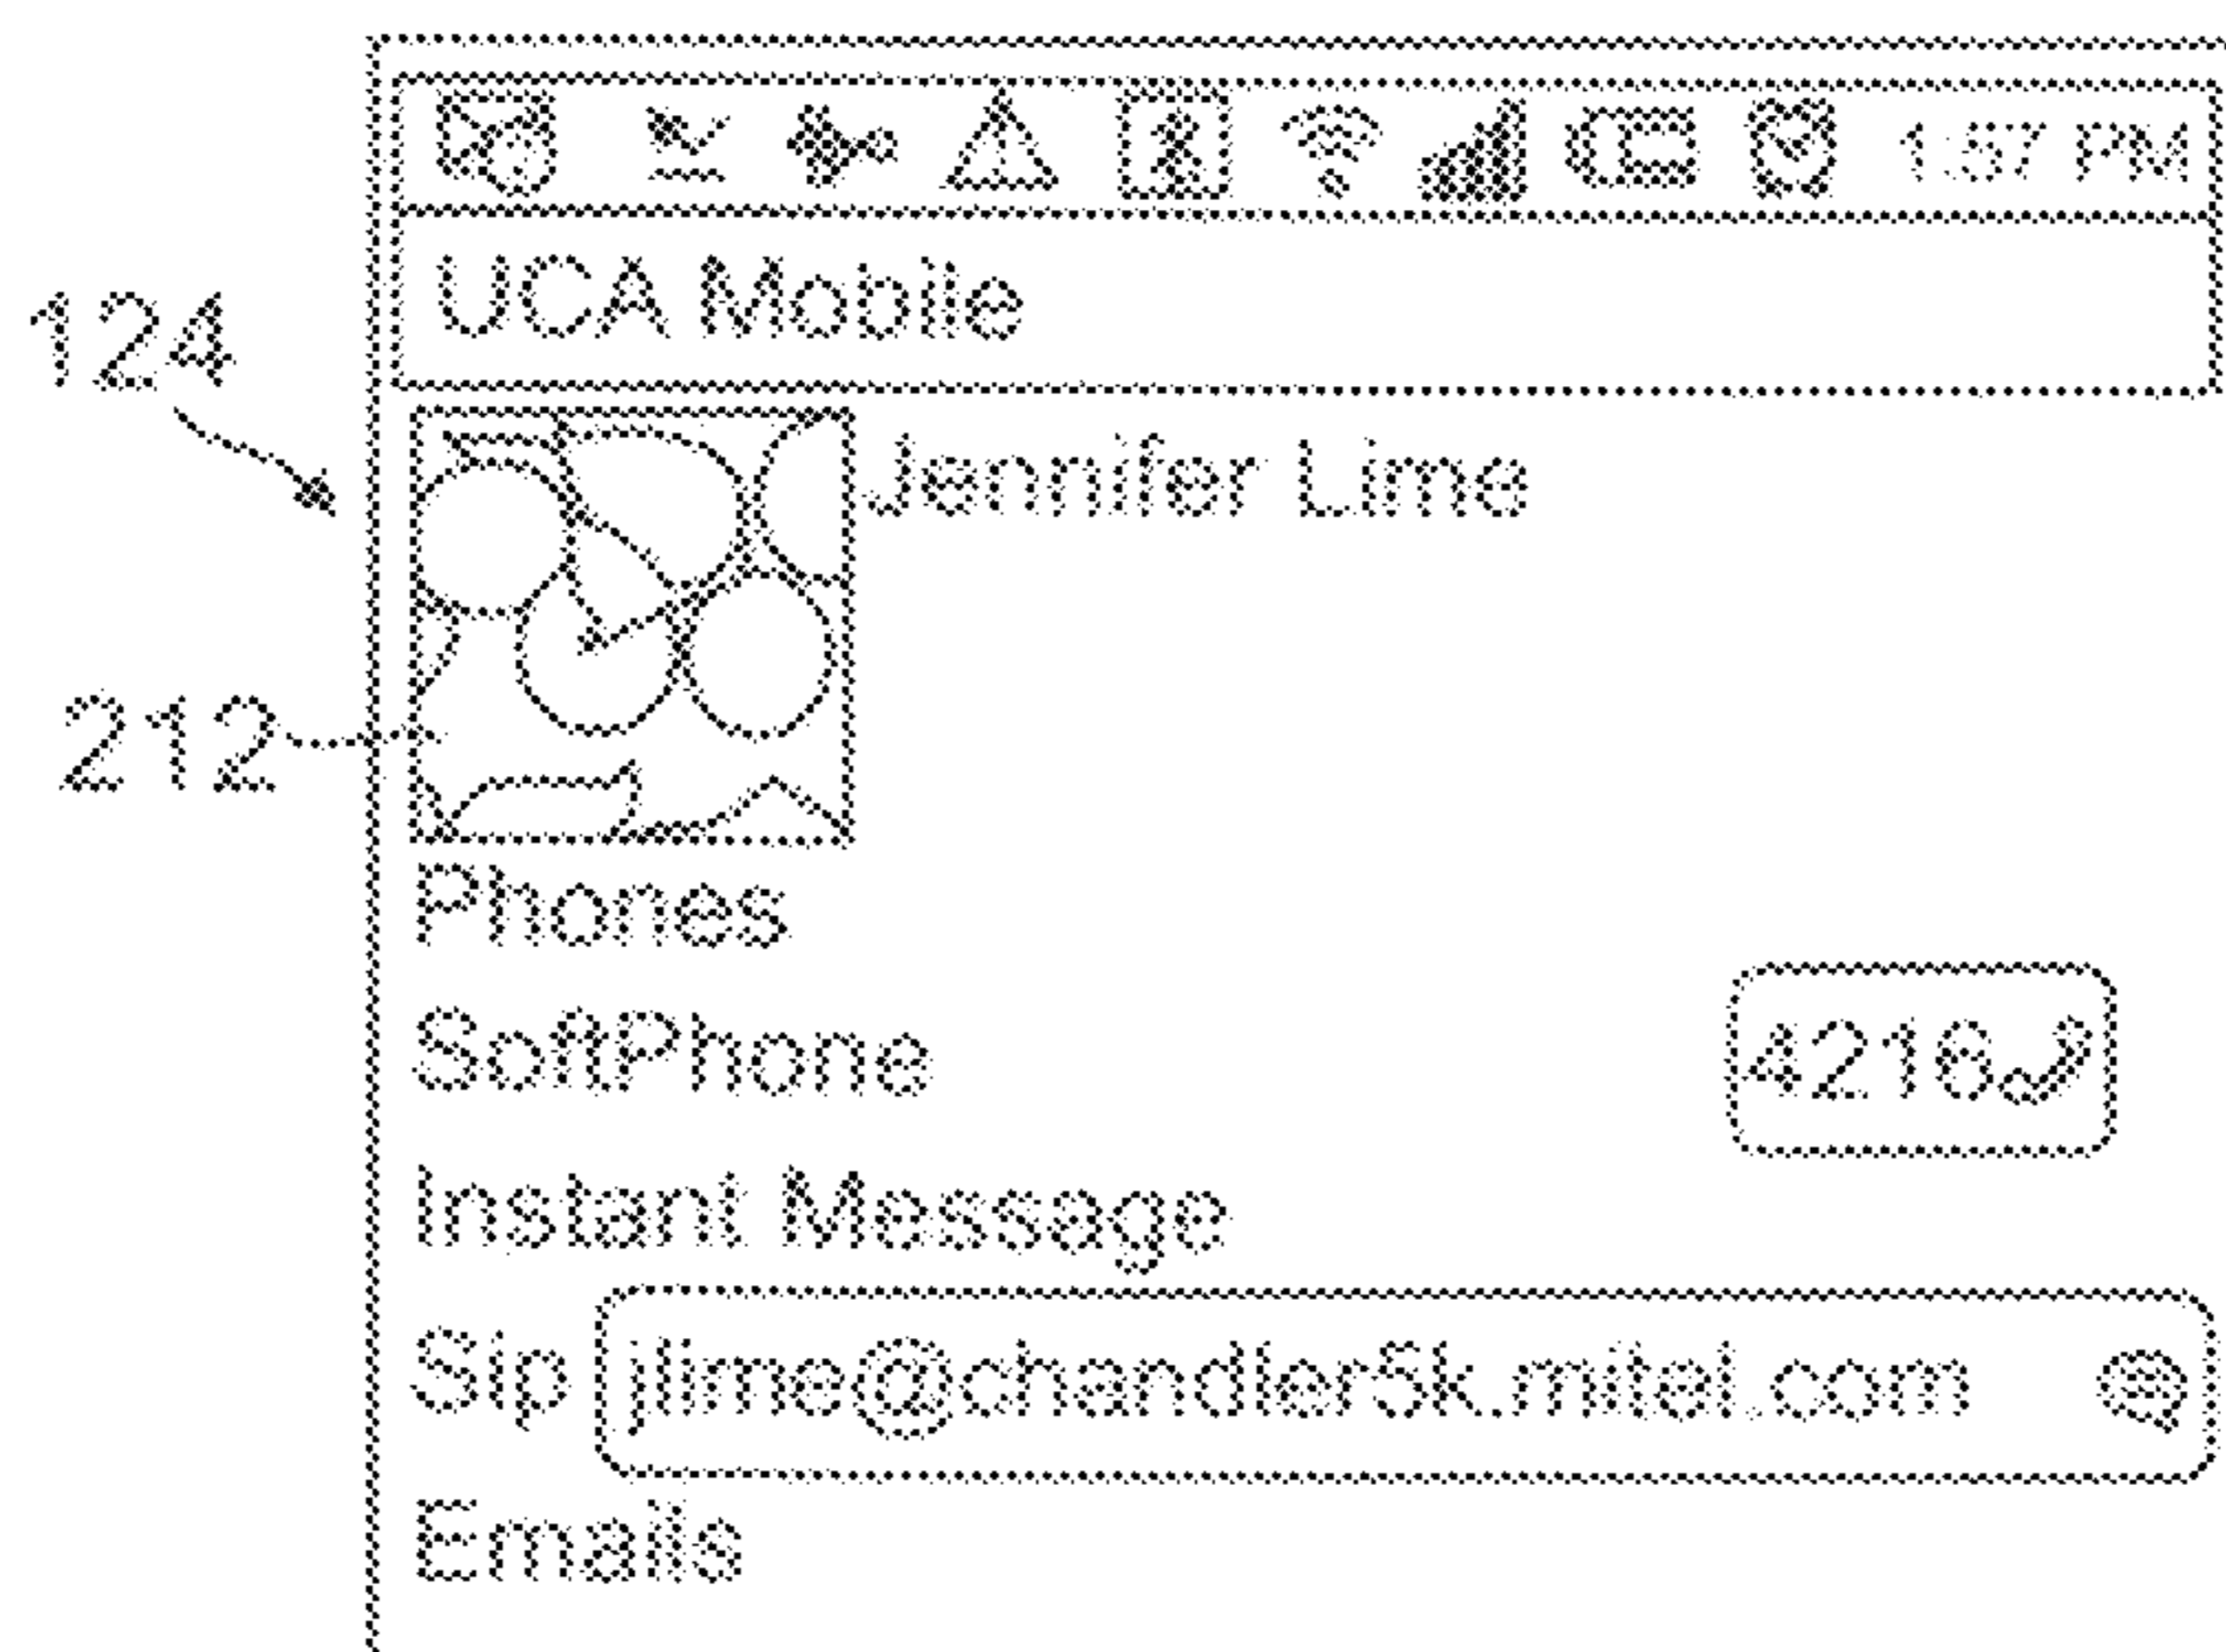 1:37 PM
UCA Mobile
124
Jennifer Lime
212
Phones
SoftPhone
4216
Instant Message
Sip jlime@chandler5k.mitel.com
Emails